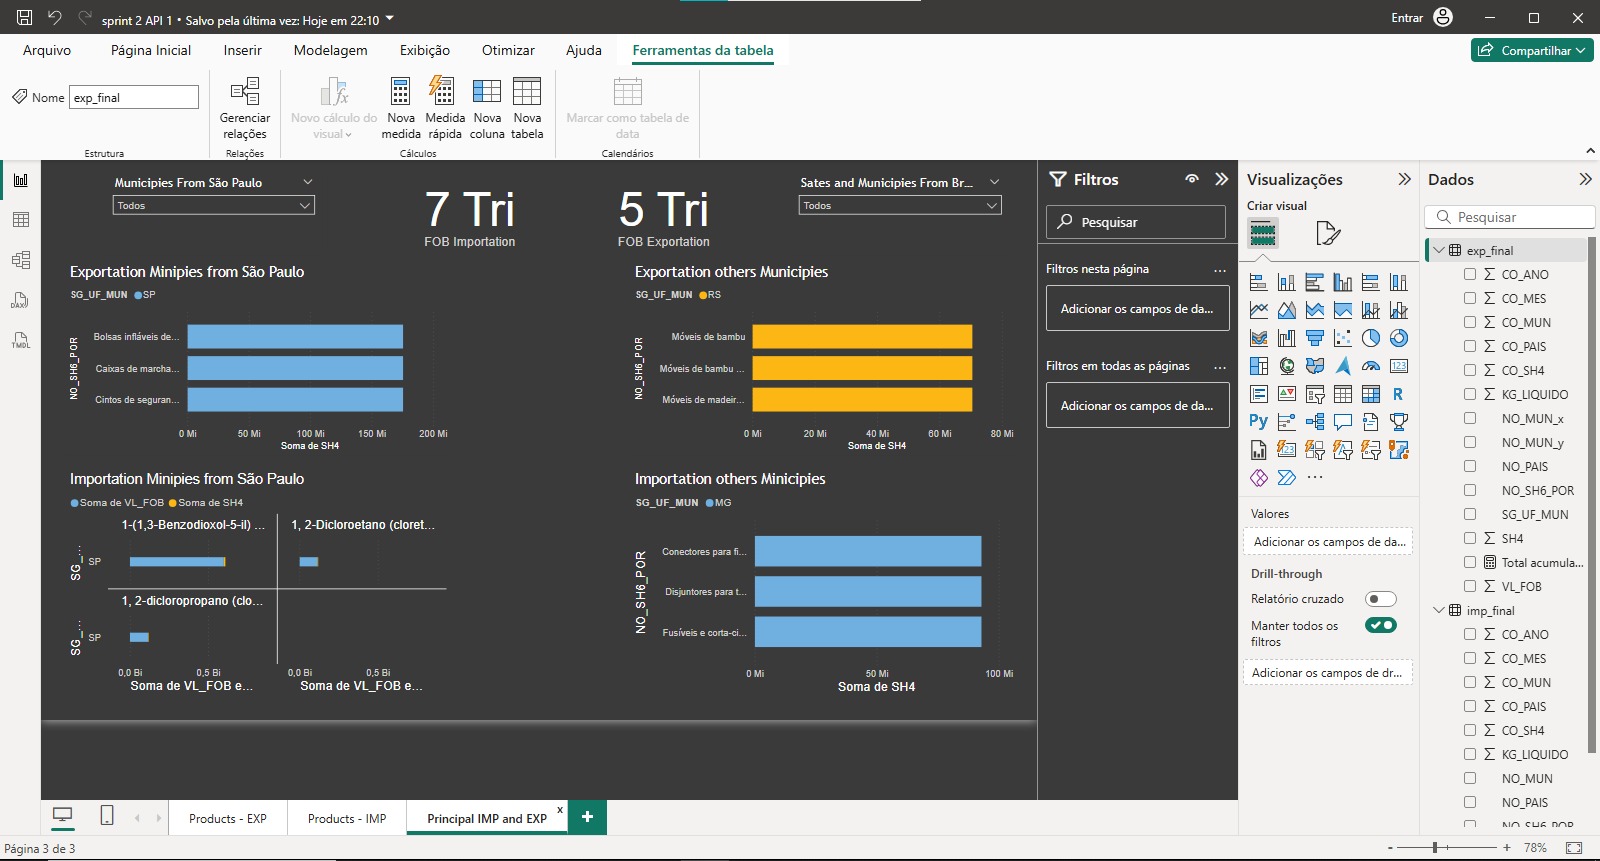 sprint 2 API 1 • Salvo pela última vez: Hoje em 22:10
Entrar
Arquivo
Página Inicial
Inserir
Modelagem
Exibição
Otimizar
Ajuda
Ferramentas da tabela
Compartilhar
Nome
exp_final
Estrutura
Gerenciar
relações
Relações
Novo cálculo do
visual
Nova
medida
Medida
rápida
Nova
coluna
Nova
tabela
Cálculos
Marcar como tabela de
data
Calendários
DAX
TMDL
Municipies From São Paulo
Todos
7 Tri
FOB Importation
5 Tri
FOB Exportation
Sates and Municipies From Br...
Todos
Exportation Minipies from São Paulo
SG_UF_MUN SP
NO_SH6_POR
Bolsas infláveis de...
Caixas de marcha...
Cintos de seguran...
0 Mi 50 Mi 100 Mi 150 Mi 200 Mi
Soma de SH4
Exportation others Municipies
SG_UF_MUN RS
NO_SH6_POR
Móveis de bambu
Móveis de bambu ...
Móveis de madeir...
0 Mi 20 Mi 40 Mi 60 Mi 80 Mi
Soma de SH4
Importation Minipies from São Paulo
Soma de VL_FOB Soma de SH4
1-(1,3-Benzodioxol-5-il) ...
1, 2-Dicloroetano (cloret...
SG_...
SP
1, 2-dicloropropano (clo...
SG_...
SP
0,0 Bi 0,5 Bi 0,0 Bi 0,5 Bi
Soma de VL_FOB e...
Soma de VL_FOB e...
Importation others Minicipies
SG_UF_MUN MG
NO_SH6_POR
Conectores para fi...
Disjuntores para t...
Fusíveis e corta-ci...
0 Mi 50 Mi 100 Mi
Soma de SH4
Filtros
Pesquisar
Filtros nesta página
...
Adicionar os campos de da...
Filtros em todas as páginas
...
Adicionar os campos de da...
Visualizações
Criar visual
123
R
Py
123
...
Valores
Adicionar os campos de da...
Drill-through
Relatório cruzado
Manter todos os
filtros
Adicionar os campos de dr...
Dados
Pesquisar
exp_final
CO_ANO
CO_MES
CO_MUN
CO_PAIS
CO_SH4
KG_LIQUIDO
NO_MUN_x
NO_MUN_y
NO_PAIS
NO_SH6_POR
SG_UF_MUN
SH4
Total acumula...
VL_FOB
imp_final
CO_ANO
CO_MES
CO_MUN
CO_PAIS
CO_SH4
KG_LIQUIDO
NO_MUN
NO_PAIS
NO_SH6_POR
Products - EXP
Products - IMP
Principal IMP and EXP
x
+
Página 3 de 3
- + 78%